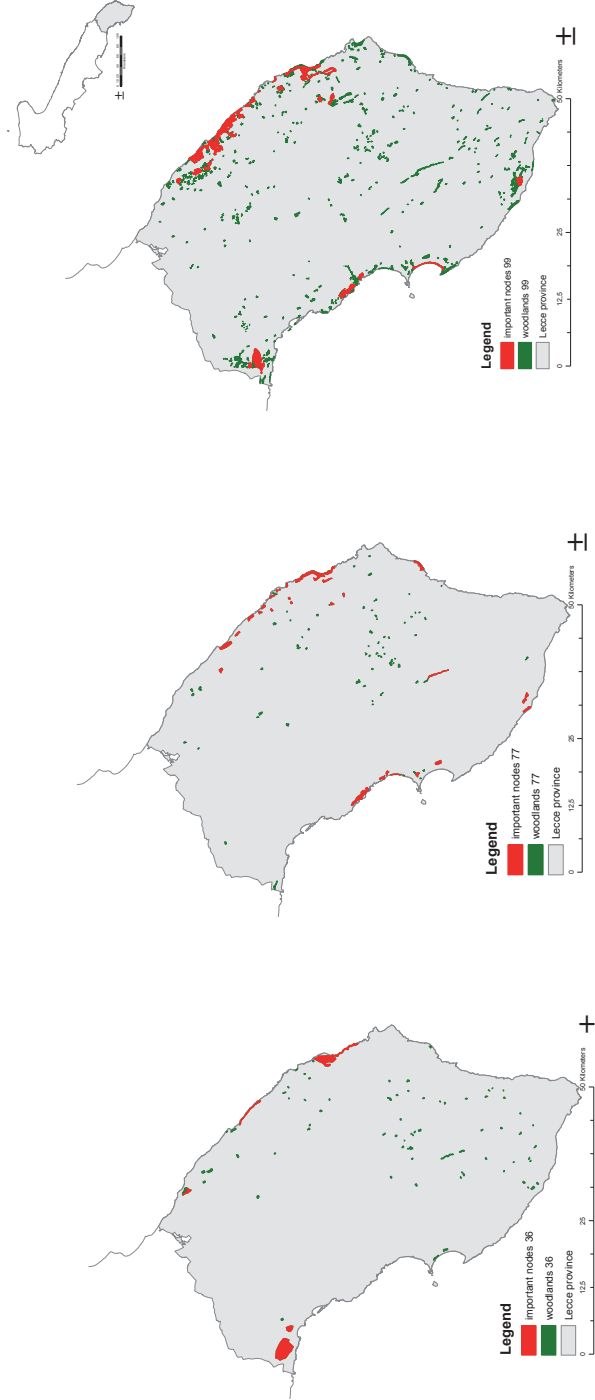 Legend
important nodes 99
woodlands 99
Lecce province
0
12,5
25
50 Kilometers
Legend
important nodes 77
woodlands 77
Lecce province
0
12,5
25
50 Kilometers
Legend
important nodes 36
woodlands 36
Lecce province
0
12,5
25
50 Kilometers